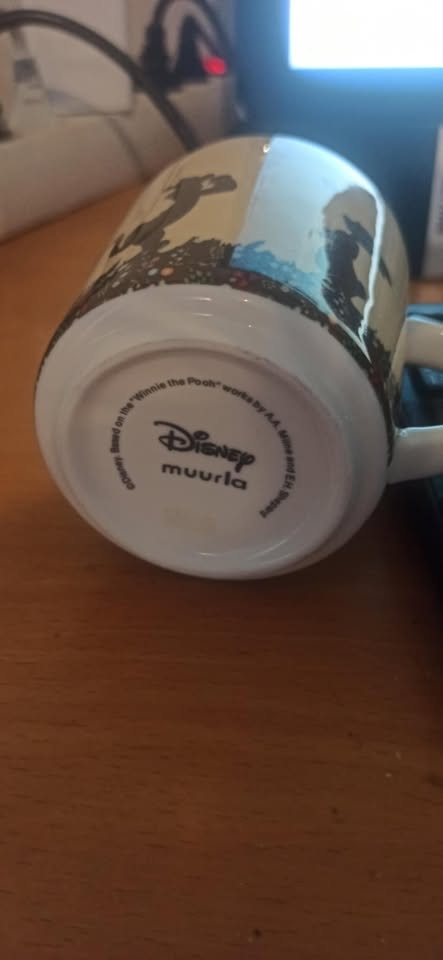 ©Disney. Based on the "Winnie the Pooh" works by A.A. Milne and E.H. Shepard
Disney
muurla